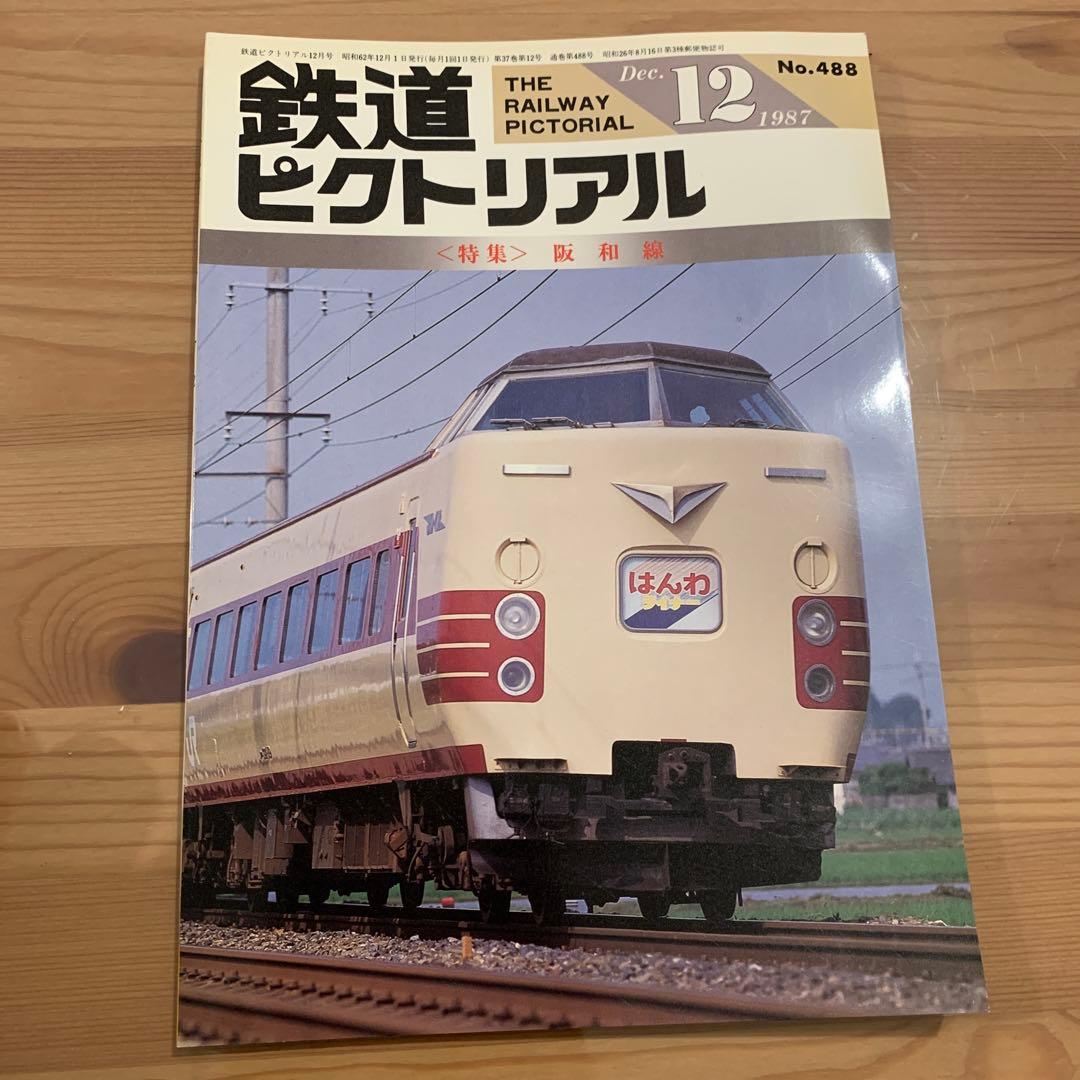 鉄道ピクトリアル12月号 昭和62年12月1日発行(毎月1回1日発行) 第37巻第12号 通巻第488号 昭和26年8月16日第3種郵便物認可
鉄道
ピクトリアル
THE
RAILWAY
PICTORIAL
Dec. 12 1987
No.488
<特集> 阪和線
はんわ
ライナー